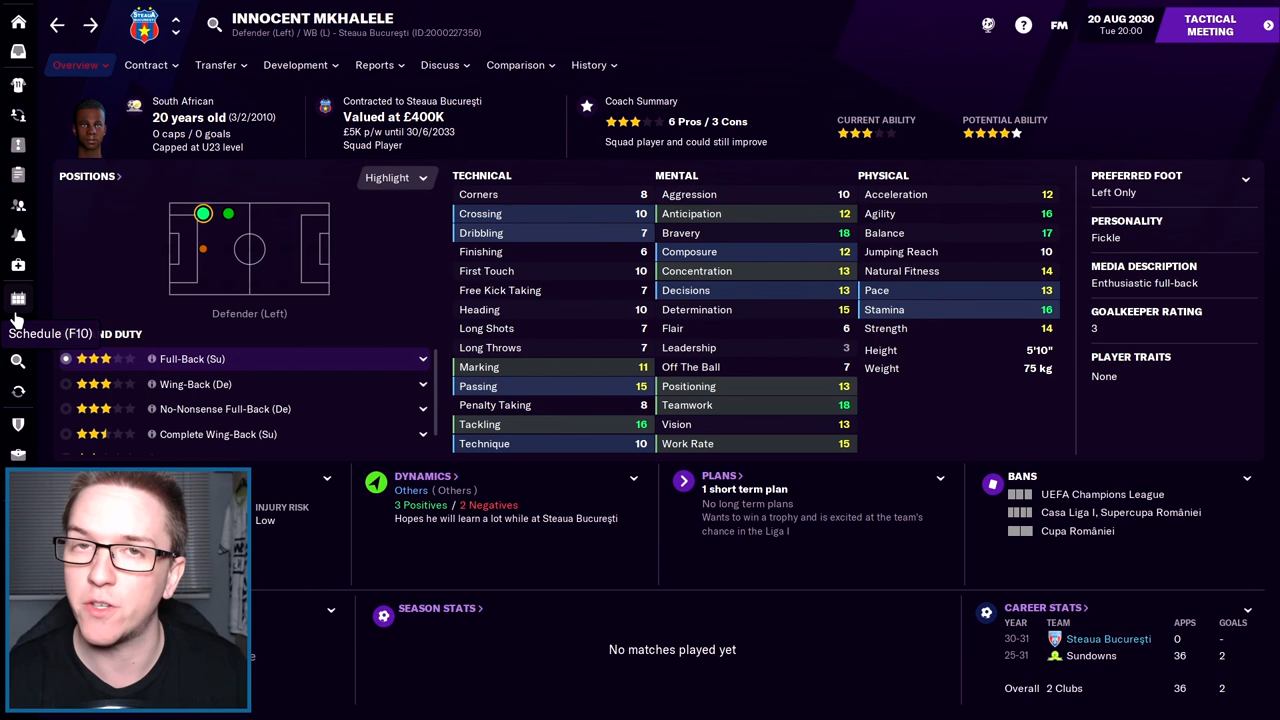 INNOCENT MKHALELE
Defender (Left) / WB (L) - Steaua Bucureşti (ID:2000227356)
FM
20 AUG 2030
Tue 20:00
TACTICAL
MEETING
Overview
Contract
Transfer
Development
Reports
Discuss
Comparison
History
South African
20 years old (3/2/2010)
0 caps / 0 goals
Capped at U23 level
Contracted to Steaua Bucureşti
Valued at £400K
£5K p/w until 30/6/2033
Squad Player
Coach Summary
6 Pros / 3 Cons
Squad player and could still improve
CURRENT ABILITY
POTENTIAL ABILITY
POSITIONS
Highlight
Defender (Left)
Schedule (F10)
ND DUTY
Full-Back (Su)
Wing-Back (De)
No-Nonsense Full-Back (De)
Complete Wing-Back (Su)
TECHNICAL
Corners 8
Crossing 10
Dribbling 7
Finishing 6
First Touch 10
Free Kick Taking 7
Heading 10
Long Shots 7
Long Throws 7
Marking 11
Passing 15
Penalty Taking 8
Tackling 16
Technique 10
MENTAL
Aggression 10
Anticipation 12
Bravery 18
Composure 12
Concentration 13
Decisions 13
Determination 15
Flair 6
Leadership 3
Off The Ball 7
Positioning 13
Teamwork 18
Vision 13
Work Rate 15
PHYSICAL
Acceleration 12
Agility 16
Balance 17
Jumping Reach 10
Natural Fitness 14
Pace 13
Stamina 16
Strength 14
Height 5'10"
Weight 75 kg
PREFERRED FOOT
Left Only
PERSONALITY
Fickle
MEDIA DESCRIPTION
Enthusiastic full-back
GOALKEEPER RATING
3
PLAYER TRAITS
None
INJURY RISK
Low
DYNAMICS
Others ( Others )
3 Positives / 2 Negatives
Hopes he will learn a lot while at Steaua Bucureşti
PLANS
1 short term plan
No long term plans
Wants to win a trophy and is excited at the team's
chance in the Liga I
BANS
UEFA Champions League
Casa Liga I, Supercupa României
Cupa României
SEASON STATS
No matches played yet
CAREER STATS
YEAR TEAM APPS GOALS
30-31 Steaua Bucureşti 0 -
25-31 Sundowns 36 2
Overall 2 Clubs 36 2